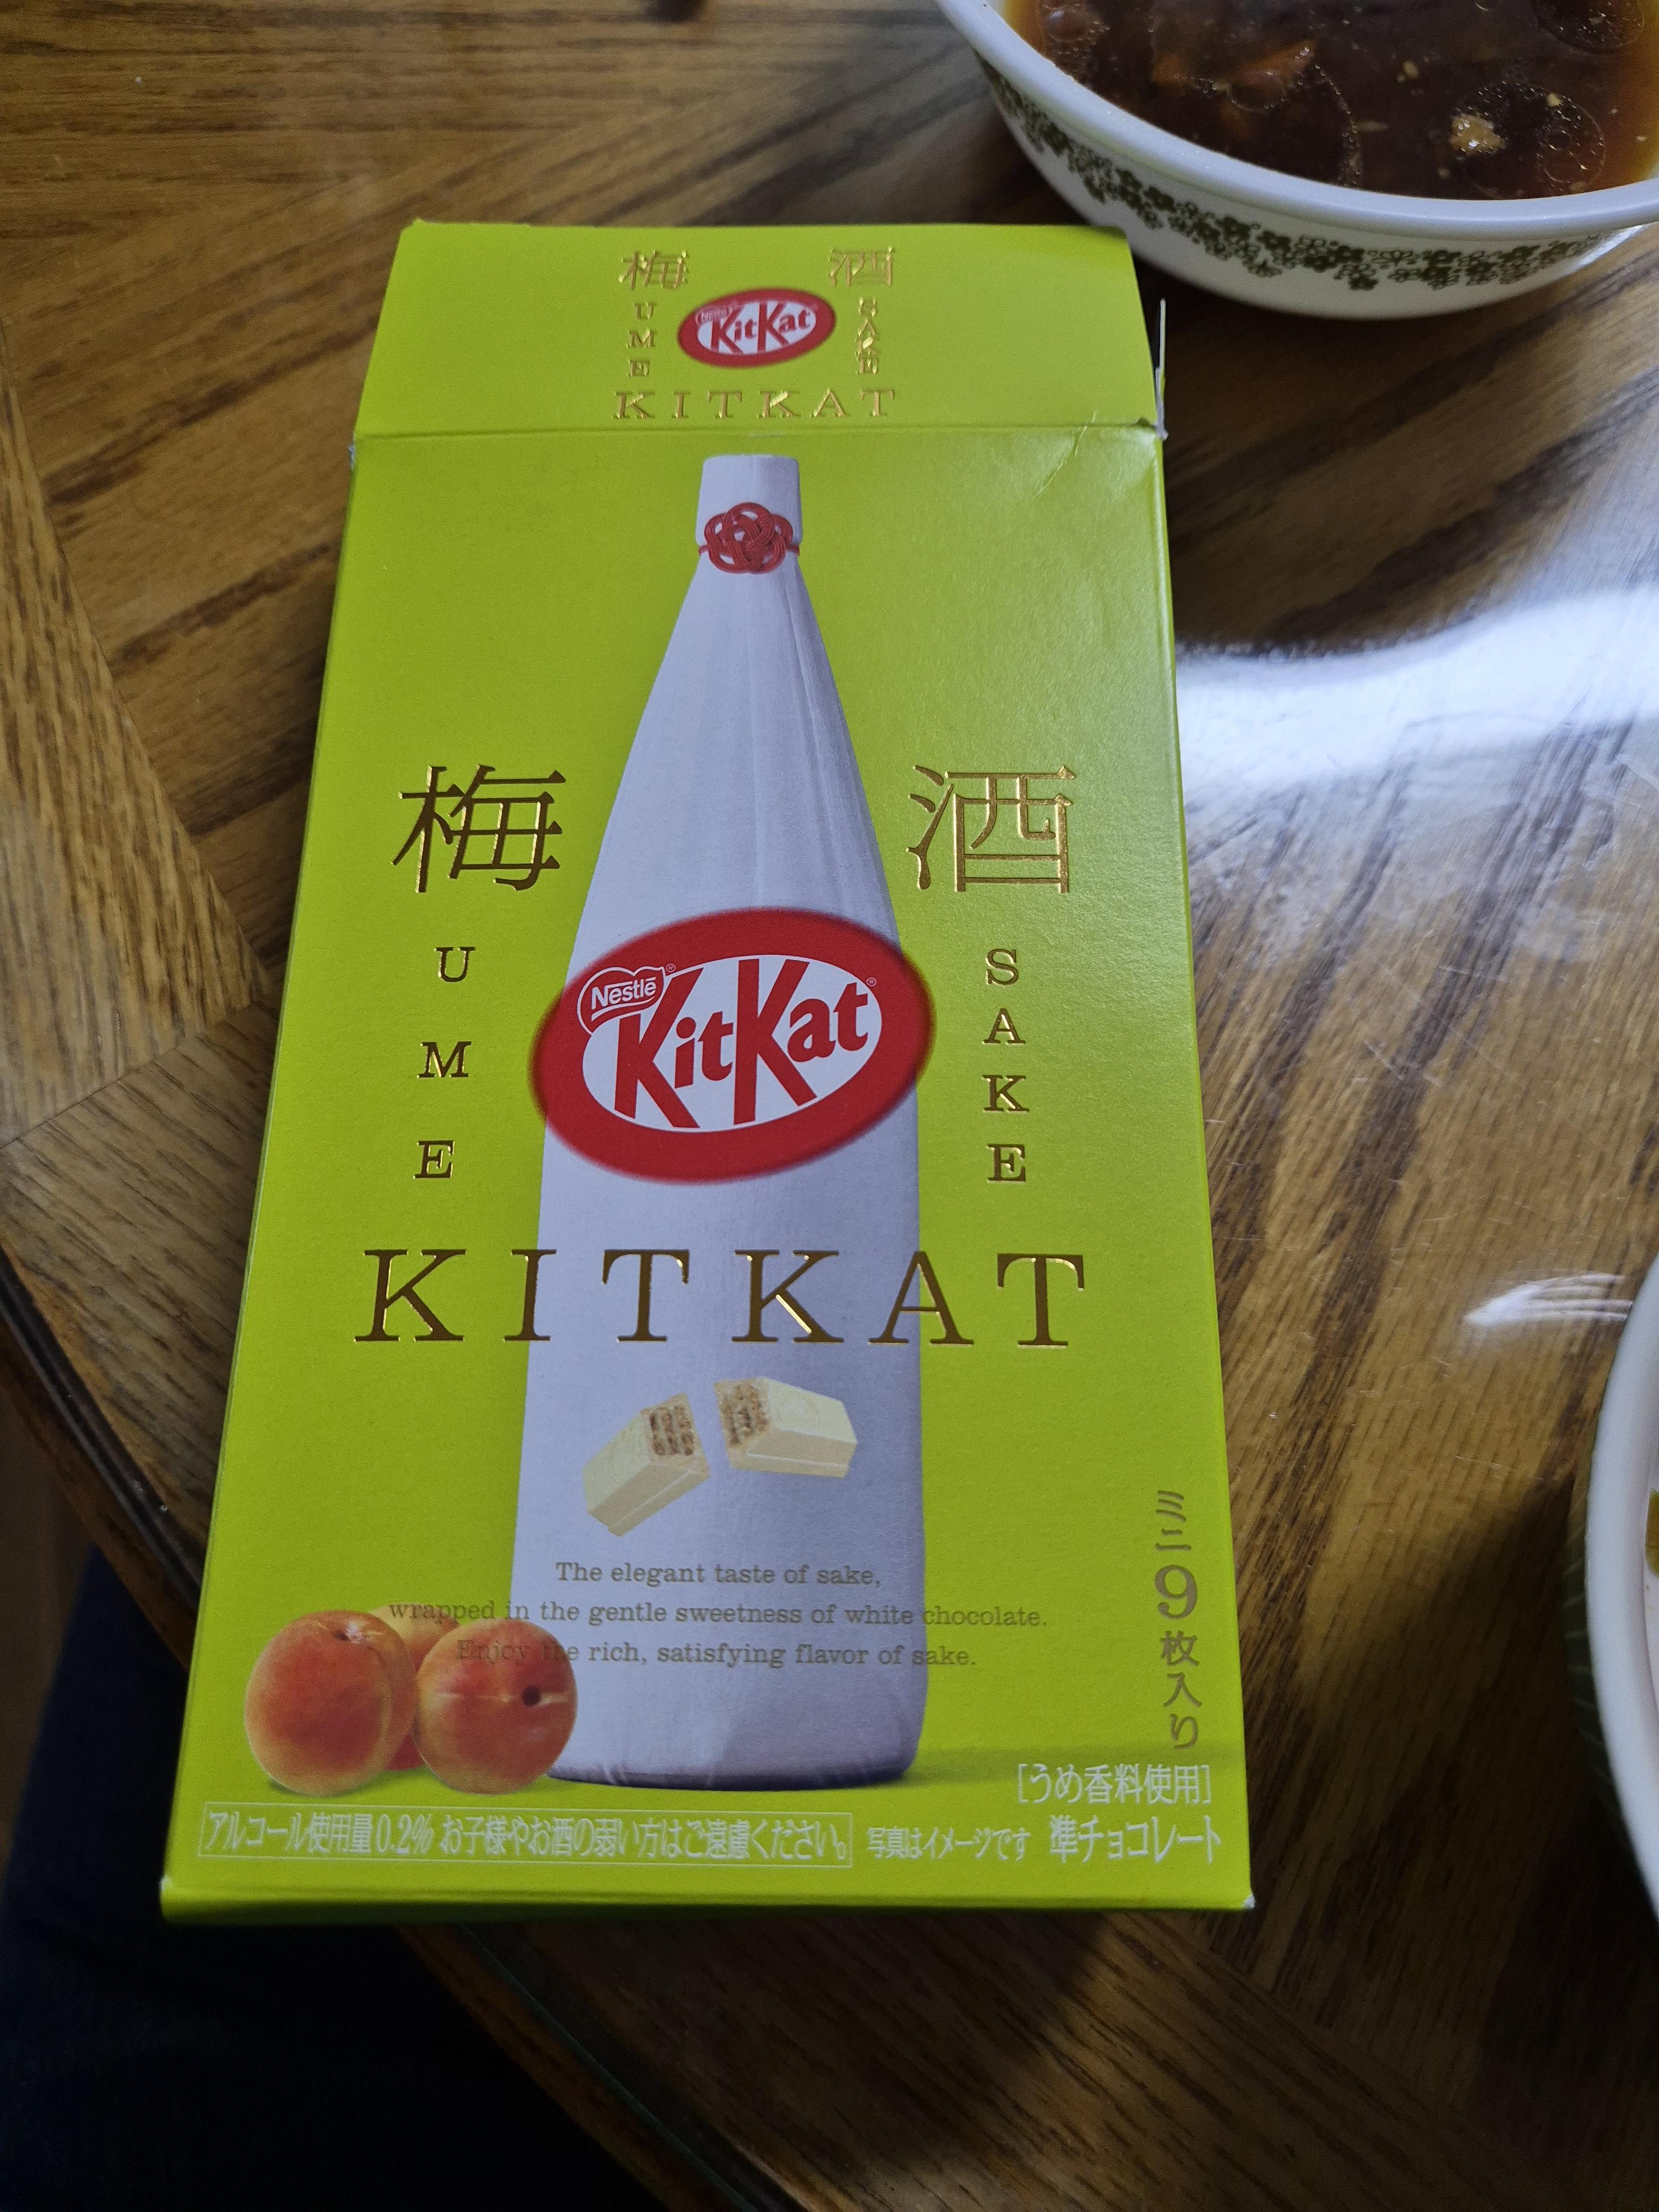 梅 酒
UME SAKE
Nestlé KitKat
KITKAT
梅 酒
UME SAKE
Nestlé® KitKat®
KITKAT
The elegant taste of sake,
wrapped in the gentle sweetness of white chocolate.
Enjoy the rich, satisfying flavor of sake.
ミニ9枚入り
[うめ香料使用]
アルコール使用量0.2% お子様やお酒の弱い方はご遠慮ください。 写真はイメージです 準チョコレート